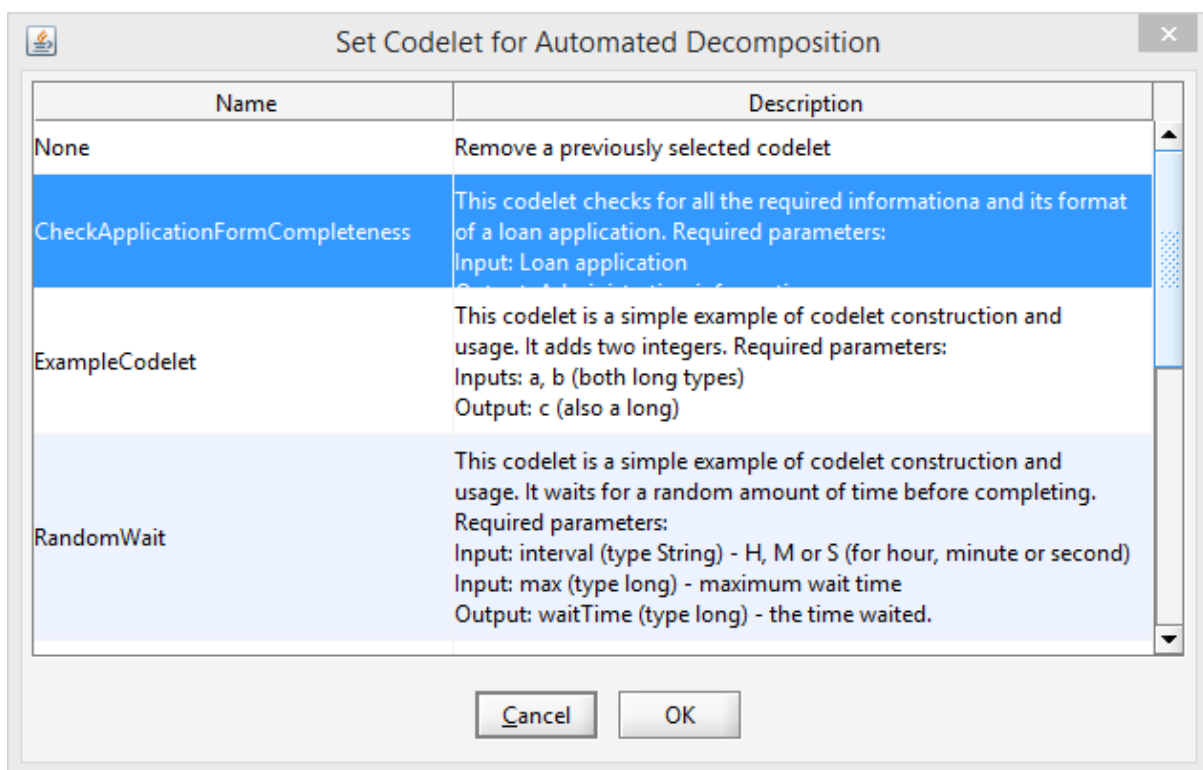 Set Codelet for Automated Decomposition
Name
Description
None
Remove a previously selected codelet
CheckApplicationFormCompleteness
This codelet checks for all the required informationa and its format
of a loan application. Required parameters:
Input: Loan application
ExampleCodelet
This codelet is a simple example of codelet construction and
usage. It adds two integers. Required parameters:
Inputs: a, b (both long types)
Output: c (also a long)
RandomWait
This codelet is a simple example of codelet construction and
usage. It waits for a random amount of time before completing.
Required parameters:
Input: interval (type String) - H, M or S (for hour, minute or second)
Input: max (type long) - maximum wait time
Output: waitTime (type long) - the time waited.
Cancel
OK